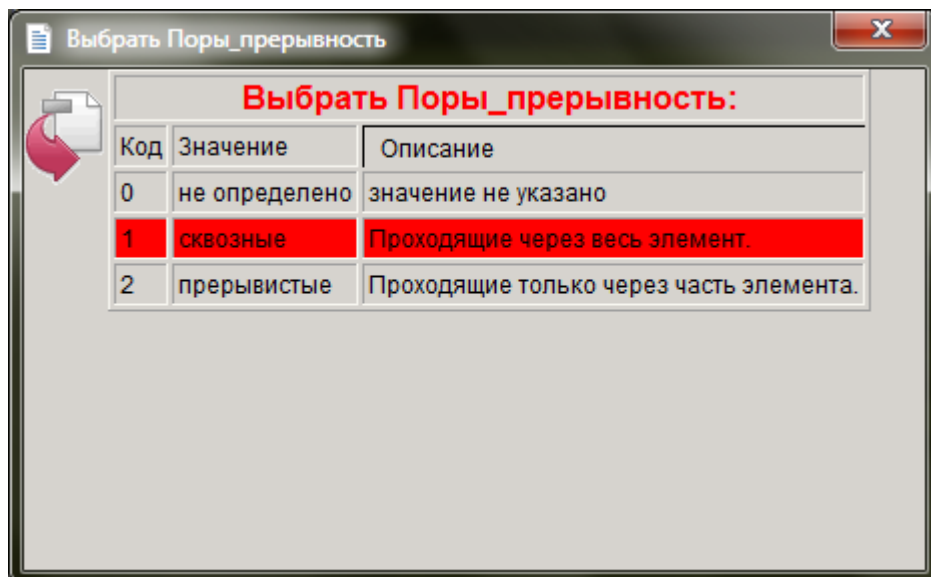 Выбрать Поры_прерывность
Выбрать Поры_прерывность:
Код Значение Описание
0 не определено значение не указано
1 сквозные Проходящие через весь элемент.
2 прерывистые Проходящие только через часть элемента.